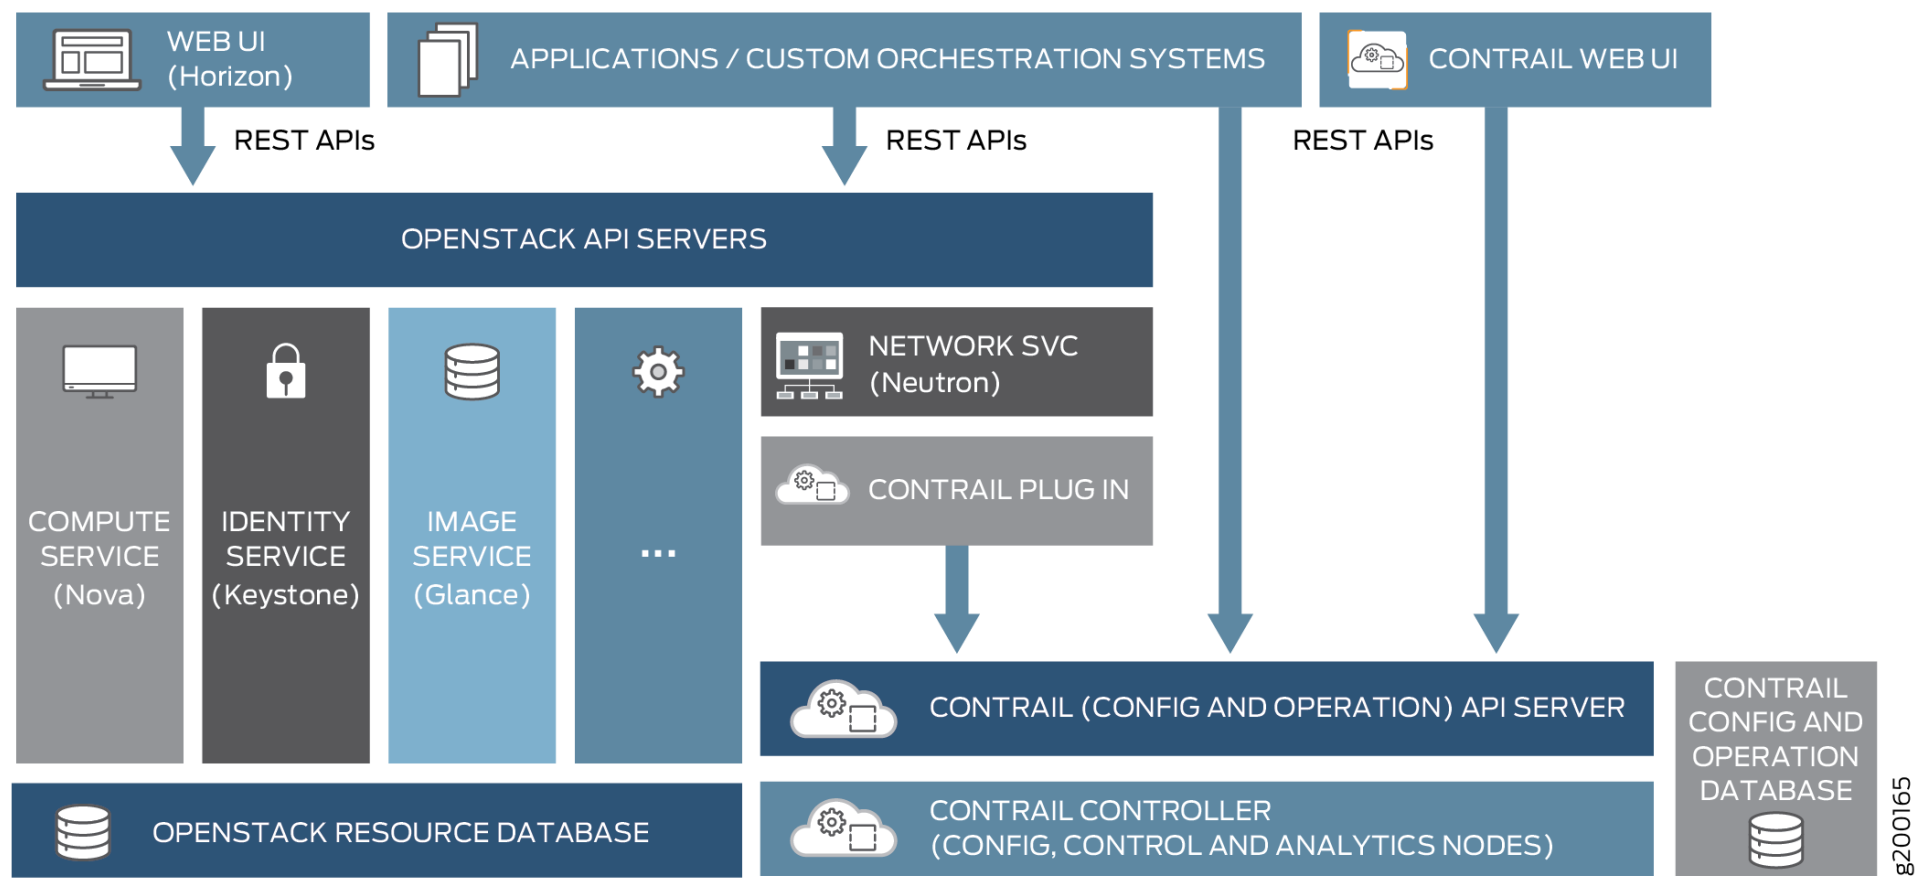 WEB UI
(Horizon)
APPLICATIONS / CUSTOM ORCHESTRATION SYSTEMS
CONTRAIL WEB UI
REST APIs
REST APIs
REST APIs
OPENSTACK API SERVERS
COMPUTE
SERVICE
(Nova)
IDENTITY
SERVICE
(Keystone)
IMAGE
SERVICE
(Glance)
...
NETWORK SVC
(Neutron)
CONTRAIL PLUG IN
CONTRAIL (CONFIG AND OPERATION) API SERVER
CONTRAIL
CONFIG AND
OPERATION
DATABASE
OPENSTACK RESOURCE DATABASE
CONTRAIL CONTROLLER
(CONFIG, CONTROL AND ANALYTICS NODES)
g200165